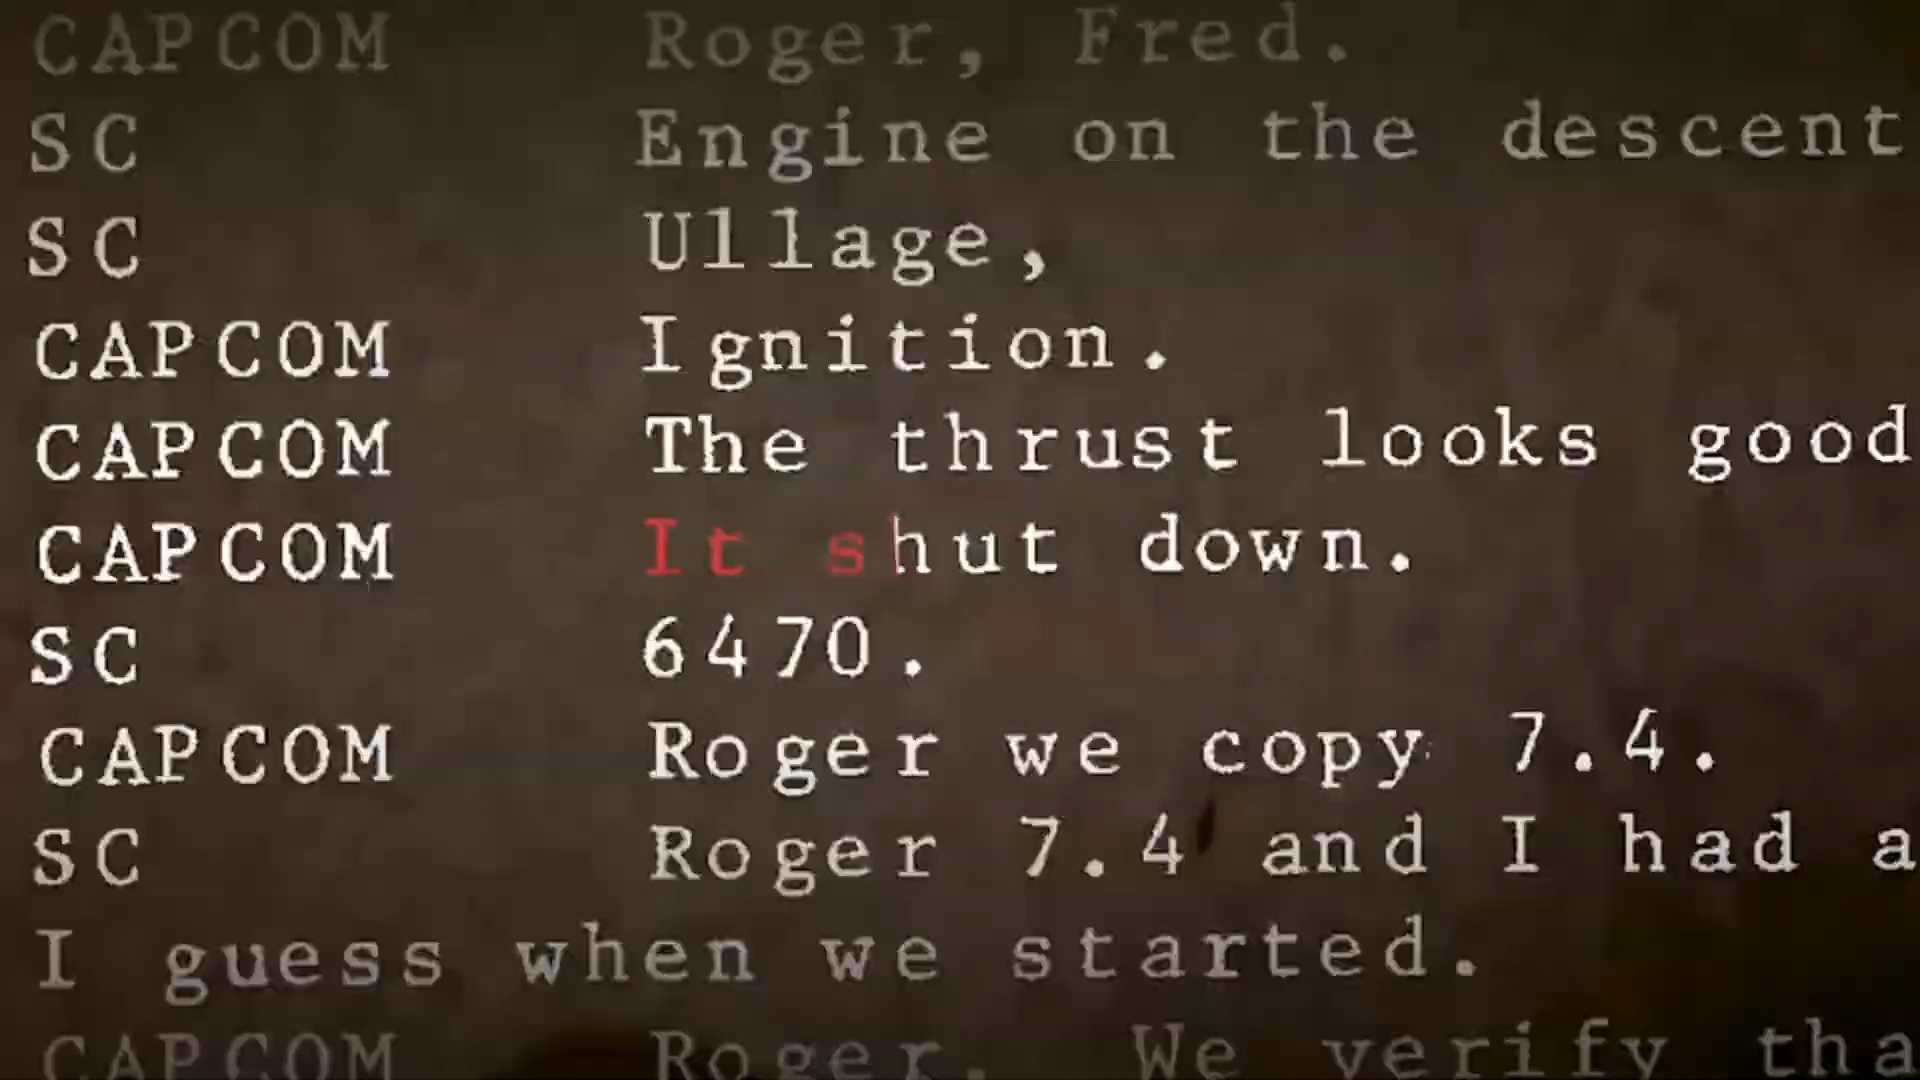 CAPCOM Roger, Fred.
SC Engine on the descent
SC Ullage,
CAPCOM Ignition.
CAPCOM The thrust looks good
CAPCOM It shut down.
SC 6470.
CAPCOM Roger we copy 7.4.
SC Roger 7.4 and I had a
I guess when we started.
CAPCOM Roger. We verify tha